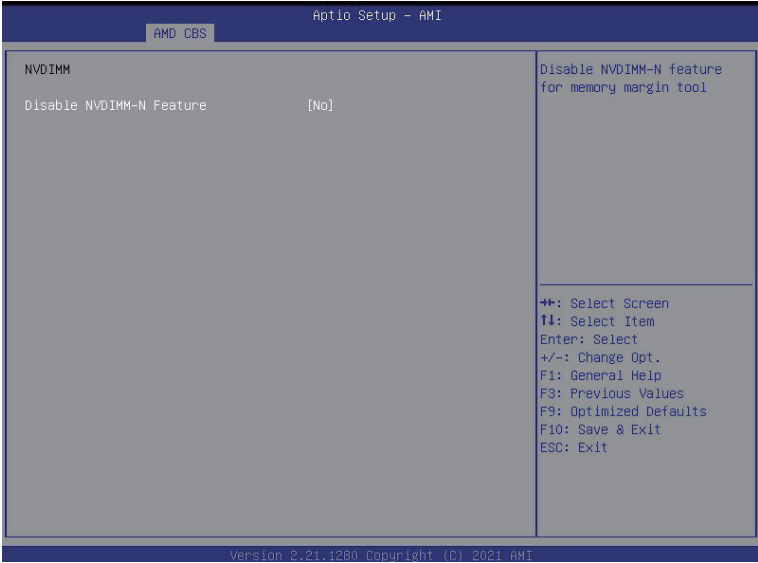 Aptio Setup – AMI
AMD CBS
NVDIMM
Disable NVDIMM-N Feature [No]
Disable NVDIMM-N feature
for memory margin tool
→←: Select Screen
↑↓: Select Item
Enter: Select
+/-: Change Opt.
F1: General Help
F3: Previous Values
F9: Optimized Defaults
F10: Save & Exit
ESC: Exit
Version 2.21.1280 Copyright (C) 2021 AMI